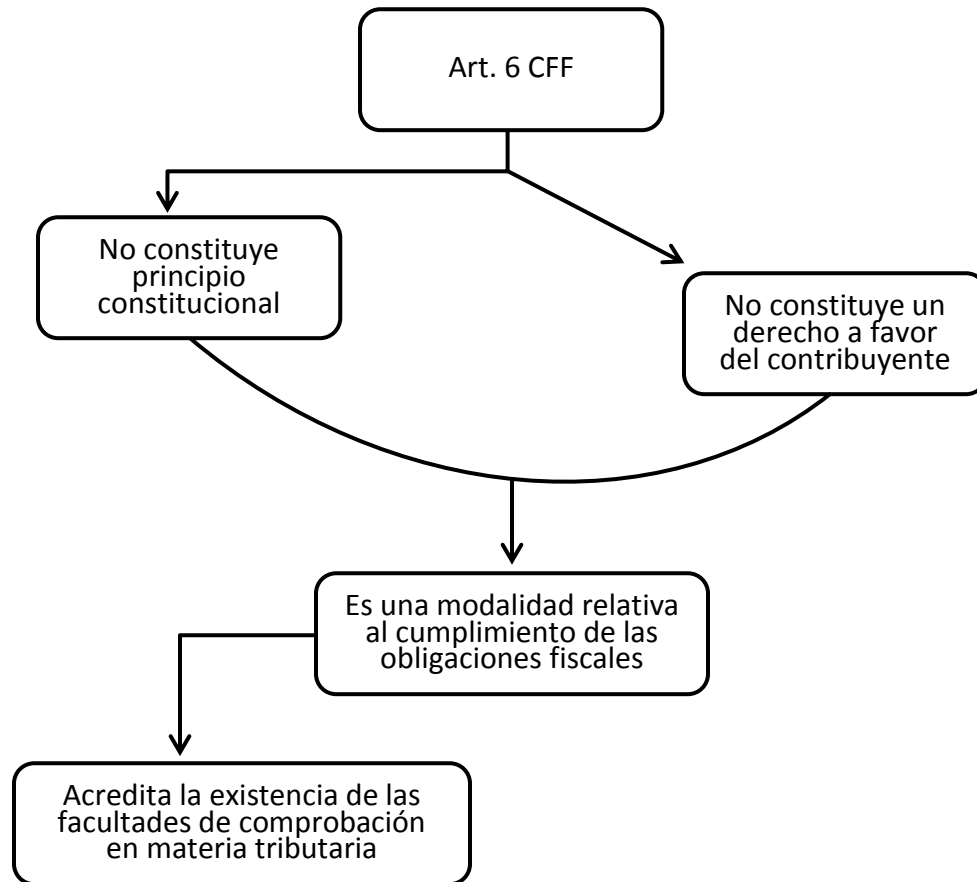 Art. 6 CFF
No constituye
principio
constitucional
No constituye un
derecho a favor
del contribuyente
Es una modalidad relativa
al cumplimiento de las
obligaciones fiscales
Acredita la existencia de las
facultades de comprobación
en materia tributaria